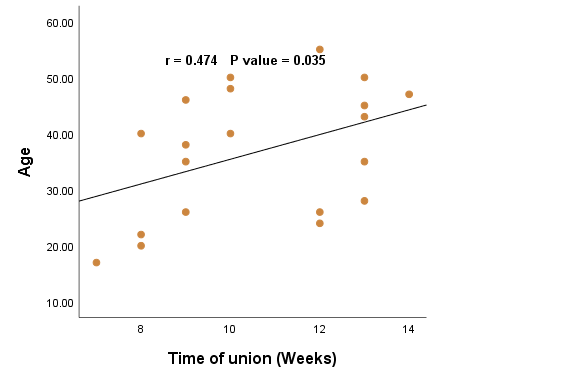 60.00
r = 0.474 P value = 0.035
50.00
40.00
Age
30.00
20.00
10.00
8 10 12 14
Time of union (Weeks)